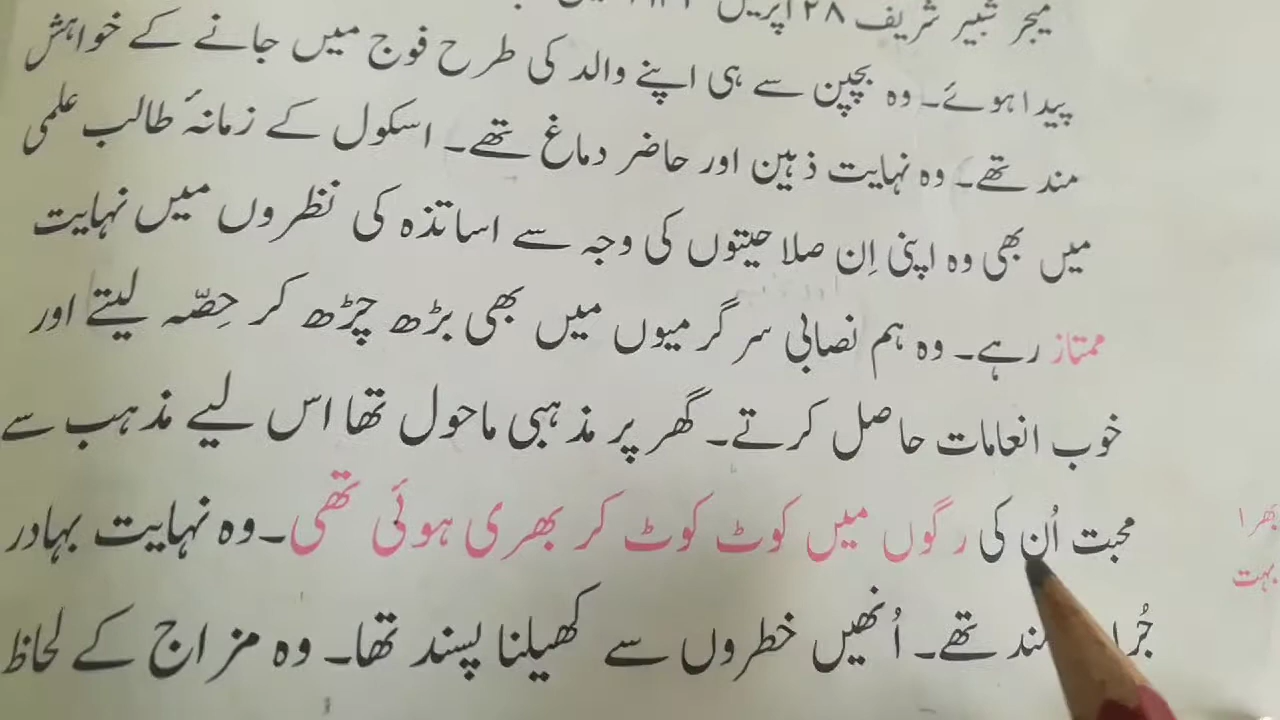 میجر شبیر شریف ۲۸ اپریل
پیدا ہوئے۔ وہ بچپن سے ہی اپنے والد کی طرح فوج میں جانے کے خواہش
مند تھے۔ وہ نہایت ذہین اور حاضر دماغ تھے۔ اسکول کے زمانۂ طالب علمی
میں بھی وہ اپنی اِن صلاحیتوں کی وجہ سے اساتذہ کی نظروں میں نہایت
ممتاز رہے۔ وہ ہم نصابی سرگرمیوں میں بھی بڑھ چڑھ کر حِصّہ لیتے اور
خوب انعامات حاصل کرتے۔ گھر پر مذہبی ماحول تھا اس لیے مذہب سے
محبت اُن کی رگوں میں کوٹ کوٹ کر بھری ہوئی تھی۔ وہ نہایت بہادر
بھرا
بہت
تھے۔ اُنھیں خطروں سے کھیلنا پسند تھا۔ وہ مزاج کے لحاظ